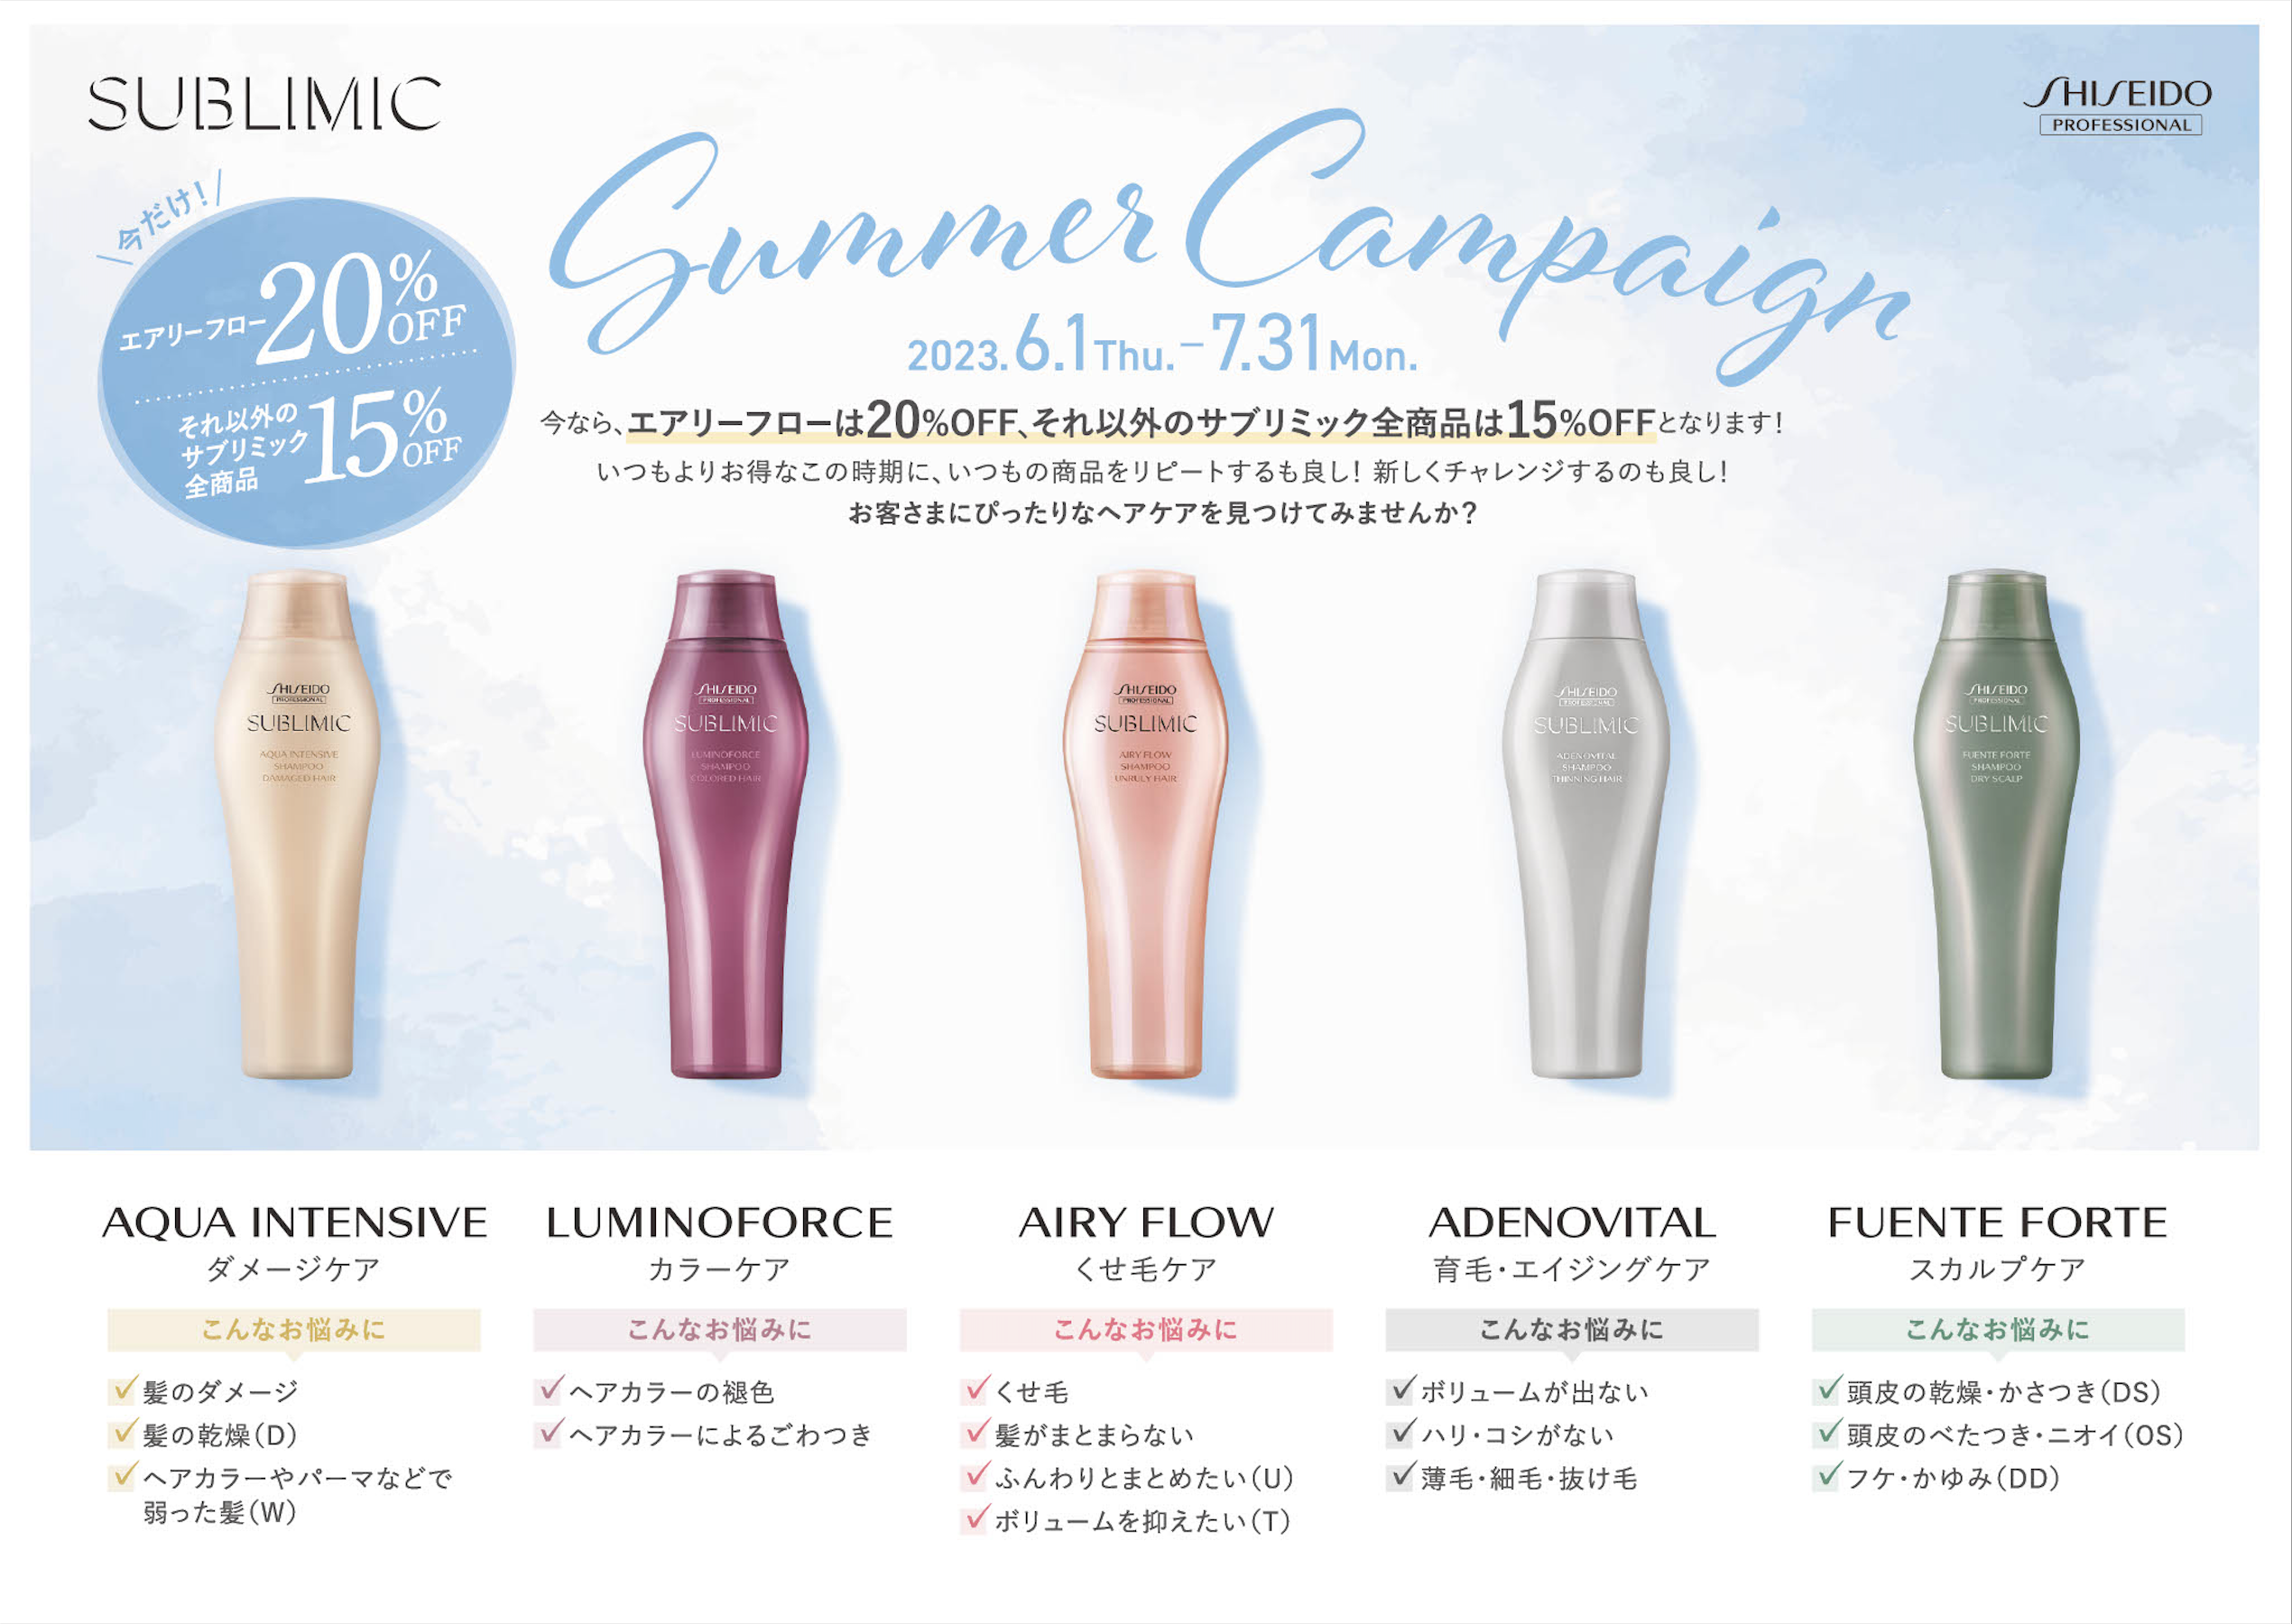 SUBLIMIC
SHISEIDO
PROFESSIONAL
Summer Campaign
今だけ!
エアリーフロー 20%OFF
それ以外の
サブリミック
全商品
15%OFF
2023.6.1Thu.-7.31Mon.
今なら、エアリーフローは20%OFF、それ以外のサブリミック全商品は15%OFFとなります!
いつもよりお得なこの時期に、いつもの商品をリピートするも良し! 新しくチャレンジするのも良し!
お客さまにぴったりなヘアケアを見つけてみませんか?
SHISEIDO
PROFESSIONAL
SUBLIMIC
AQUA INTENSIVE
SHAMPOO
DAMAGED HAIR
SHISEIDO
PROFESSIONAL
SUBLIMIC
LUMINOFORCE
SHAMPOO
COLORED HAIR
SHISEIDO
PROFESSIONAL
SUBLIMIC
AIRY FLOW
SHAMPOO
UNRULY HAIR
SHISEIDO
PROFESSIONAL
SUBLIMIC
ADENOVITAL
SHAMPOO
THINNING HAIR
SHISEIDO
PROFESSIONAL
SUBLIMIC
FUENTE FORTE
SHAMPOO
DRY SCALP
AQUA INTENSIVE
ダメージケア
こんなお悩みに
髪のダメージ
髪の乾燥(D)
ヘアカラーやパーマなどで
弱った髪(W)
LUMINOFORCE
カラーケア
こんなお悩みに
ヘアカラーの褪色
ヘアカラーによるごわつき
AIRY FLOW
くせ毛ケア
こんなお悩みに
くせ毛
髪がまとまらない
ふんわりとまとめたい(U)
ボリュームを抑えたい(T)
ADENOVITAL
育毛・エイジングケア
こんなお悩みに
ボリュームが出ない
ハリ・コシがない
薄毛・細毛・抜け毛
FUENTE FORTE
スカルプケア
こんなお悩みに
頭皮の乾燥・かさつき(DS)
頭皮のべたつき・ニオイ(OS)
フケ・かゆみ(DD)